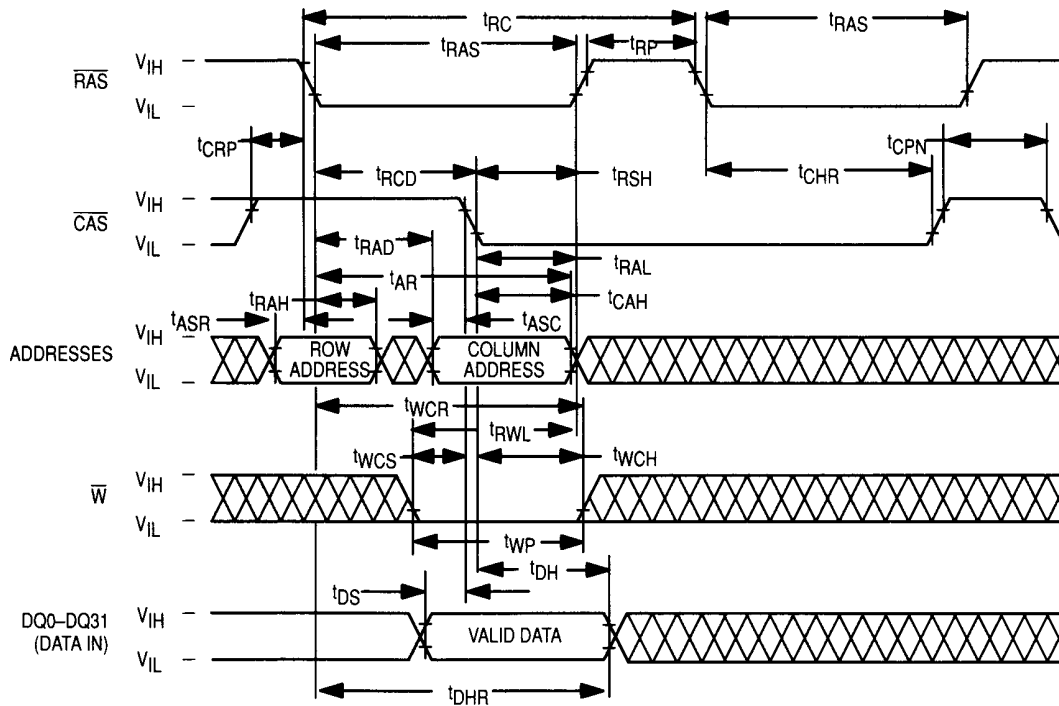 tRC
tRAS
tRP
tRAS
RAS
VIH
VIL
tCRP
tRCD
tRSH
tCHR
tCPN
CAS
VIH
VIL
tRAD
tRAL
tAR
tRAH
tCAH
tASR
tASC
ADDRESSES
VIH
VIL
ROW
ADDRESS
COLUMN
ADDRESS
tWCR
tRWL
tWCS
tWCH
W
VIH
VIL
tWP
tDH
tDS
DQ0–DQ31
(DATA IN)
VIH
VIL
VALID DATA
tDHR